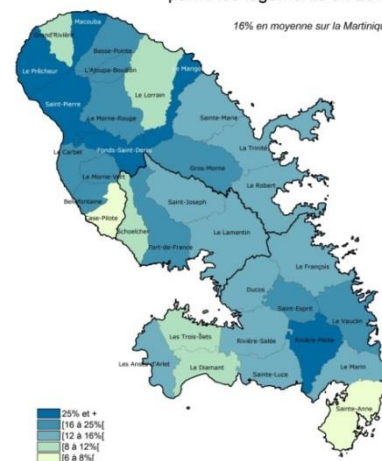 16% en moyenne sur la Martinique
Macouba
Grand'Rivière
Basse-Pointe
Le Prêcheur
L'Ajoupa-Bouillon
Le Marigot
Le Lorrain
Saint-Pierre
Le Morne-Rouge
Sainte-Marie
La Trinité
Fonds-Saint-Denis
Le Carbet
Gros-Morne
Le Morne-Vert
Le Robert
Bellefontaine
Saint-Joseph
Case-Pilote
Schoelcher
Le Lamentin
Fort-de-France
Le François
Ducos
Saint-Esprit
Le Vauclin
Les Trois-Îlets
Rivière-Salée
Rivière-Pilote
Les Anses d'Arlet
Le Diamant
Sainte-Luce
Le Marin
Sainte-Anne
25% et +
[16 à 25%[
[12 à 16%[
[8 à 12%[
[6 à 8%[